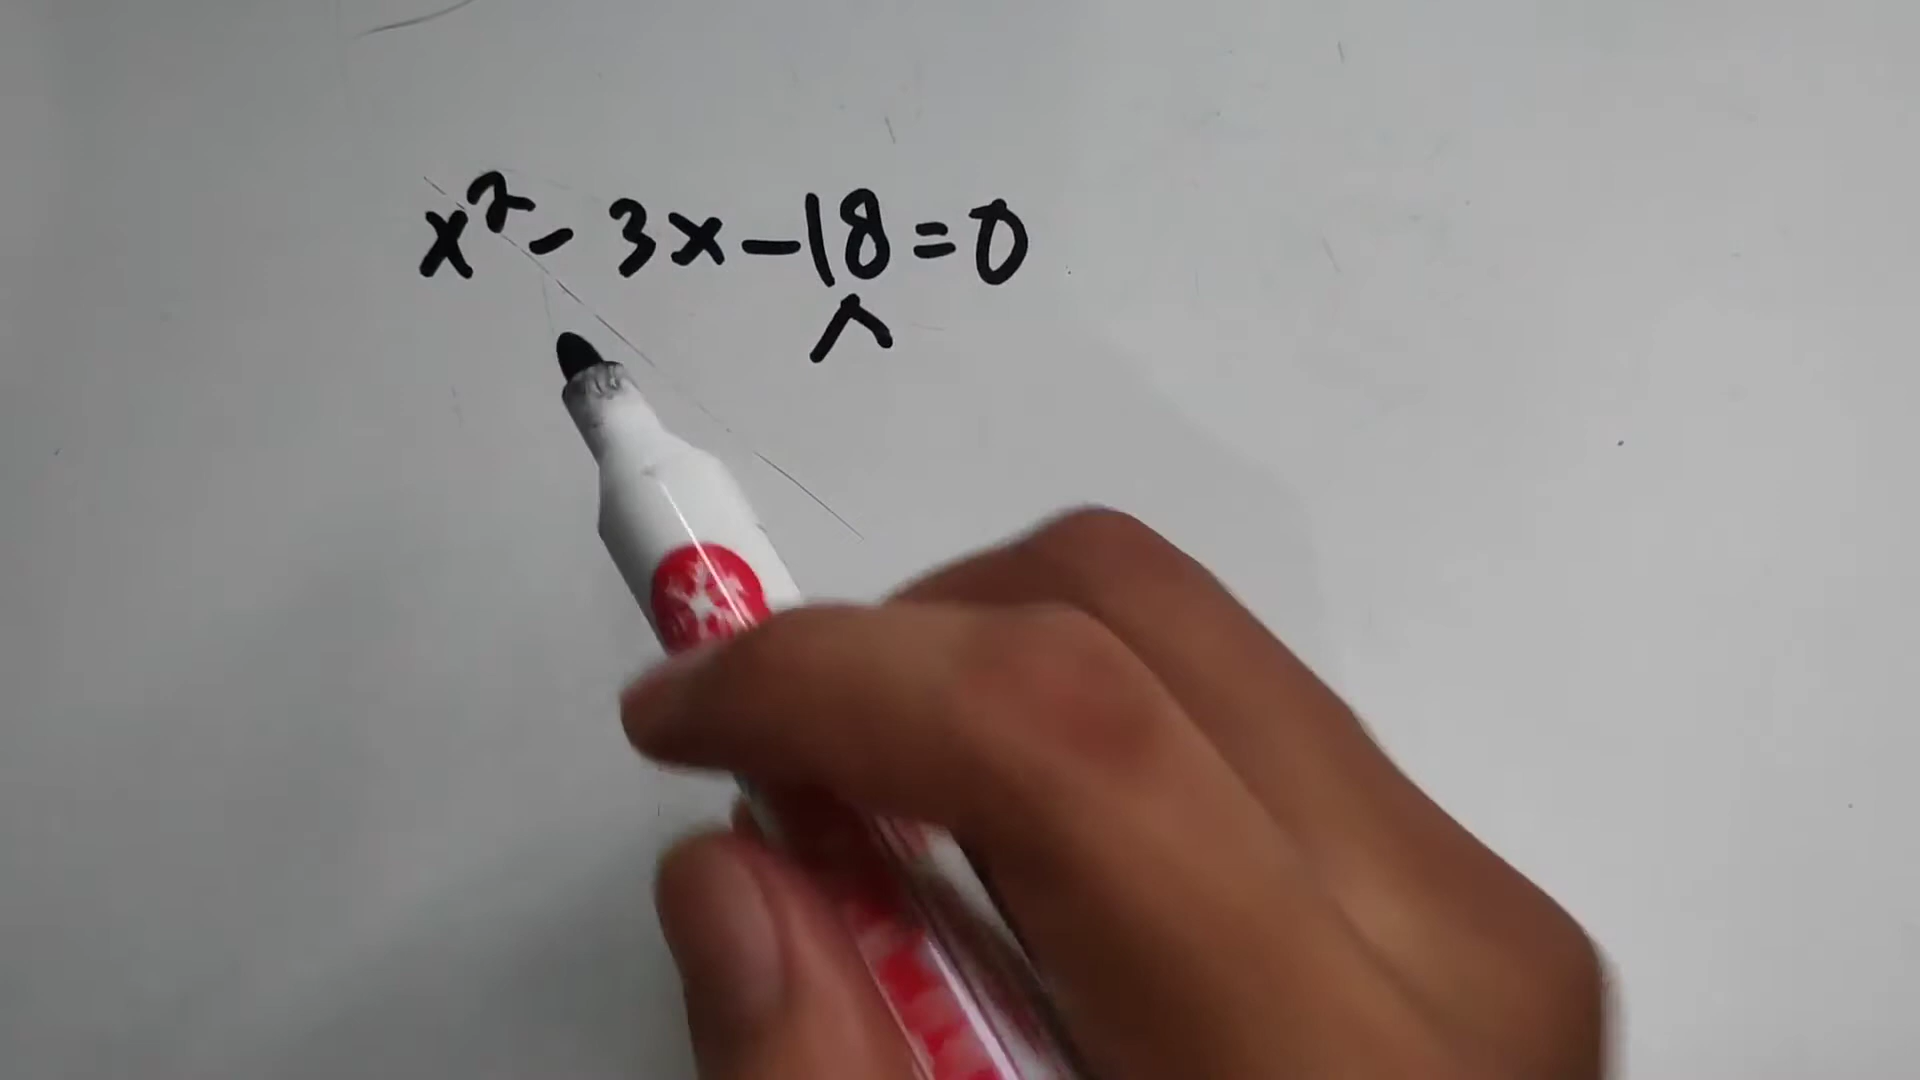 x² - 3x - 18 = 0